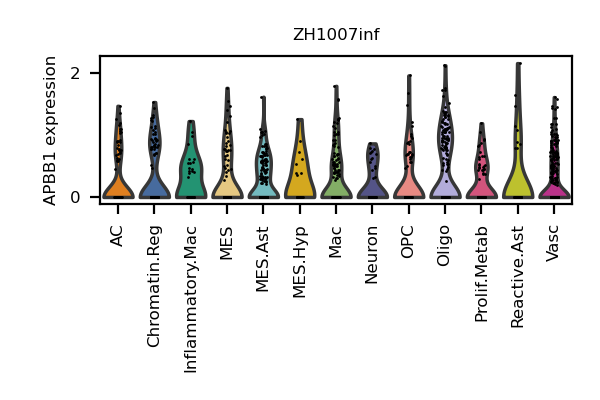 ZH1007inf
APBB1 expression
2
0
AC
Chromatin.Reg
Inflammatory.Mac
MES
MES.Ast
MES.Hyp
Mac
Neuron
OPC
Oligo
Prolif.Metab
Reactive.Ast
Vasc